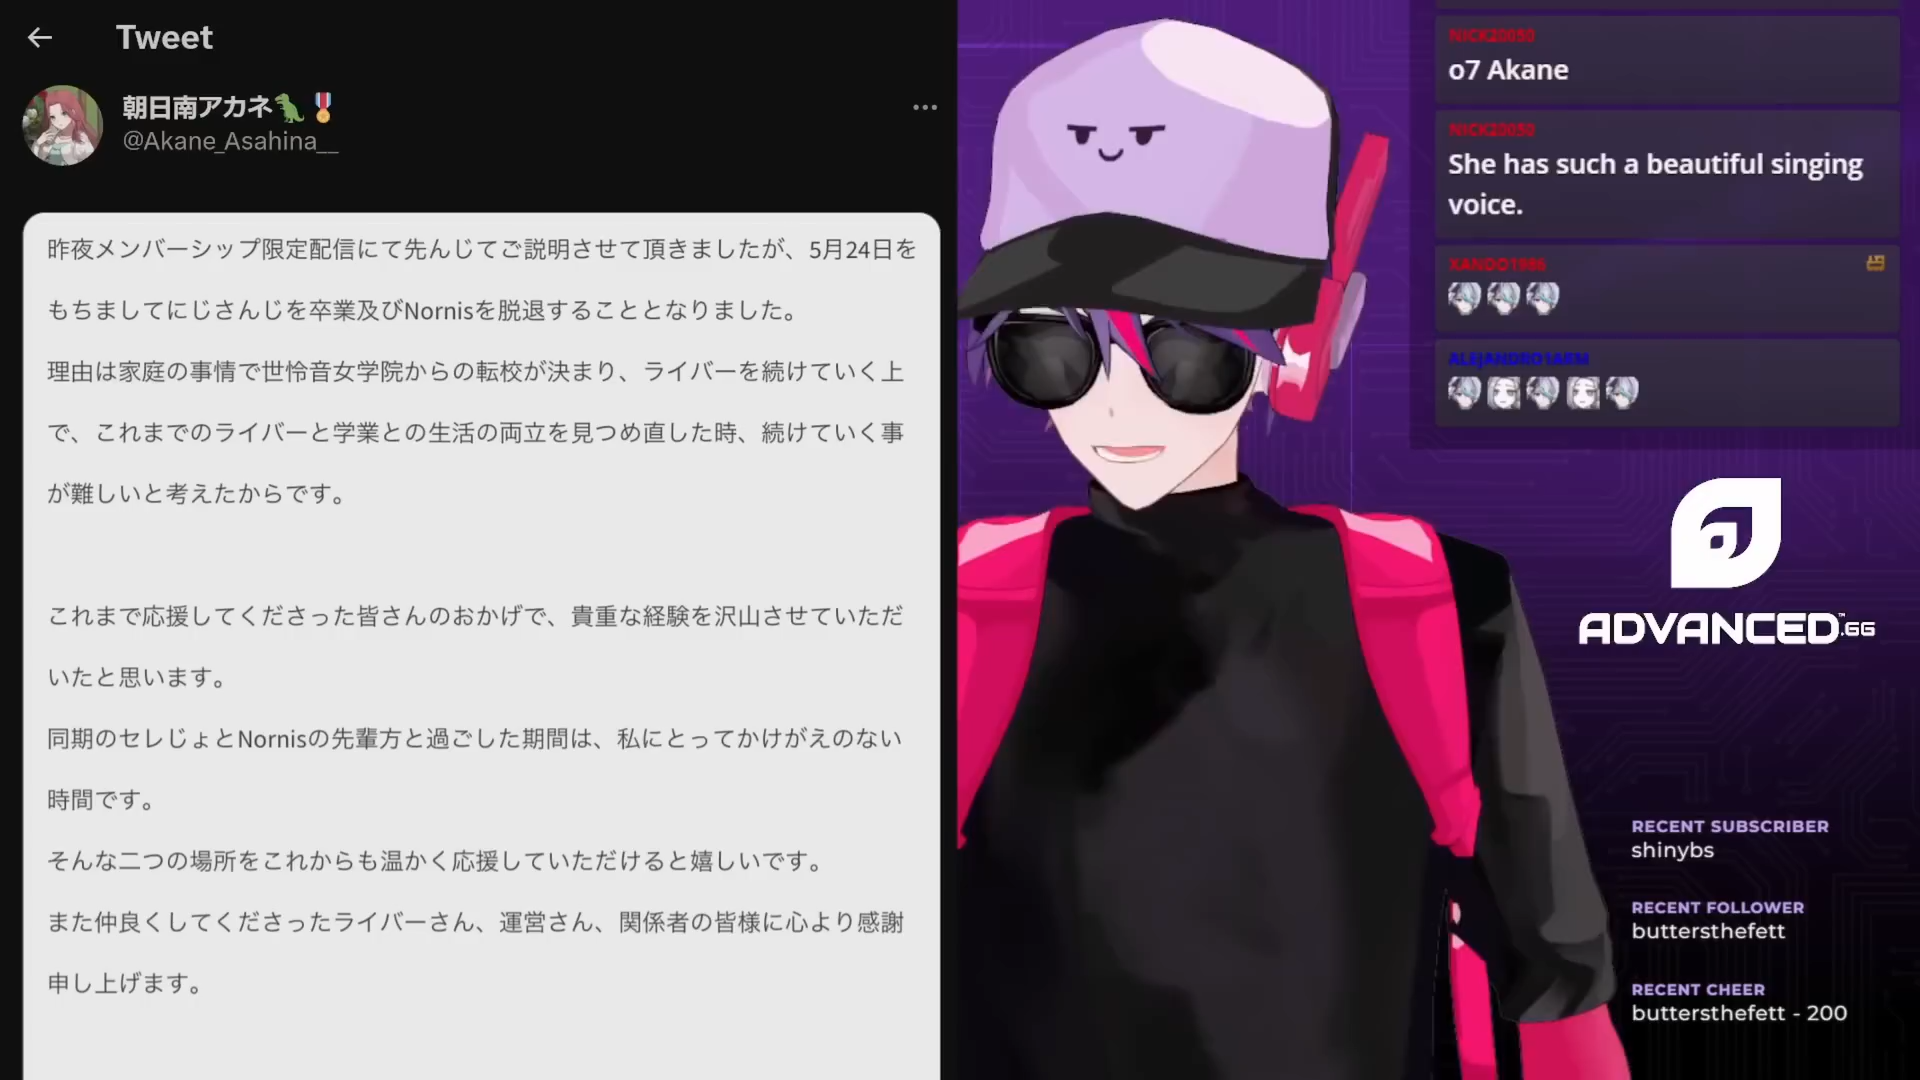 Tweet
朝日南アカネ🦖🎖️
@Akane_Asahina__
昨夜メンバーシップ限定配信にて先んじてご説明させて頂きましたが、5月24日を
もちましてにじさんじを卒業及びNornisを脱退することとなりました。
理由は家庭の事情で世怜音女学院からの転校が決まり、ライバーを続けていく上
で、これまでのライバーと学業との生活の両立を見つめ直した時、続けていく事
が難しいと考えたからです。
これまで応援してくださった皆さんのおかげで、貴重な経験を沢山させていただ
いたと思います。
同期のセレじょとNornisの先輩方と過ごした期間は、私にとってかけがえのない
時間です。
そんな二つの場所をこれからも温かく応援していただけると嬉しいです。
また仲良くしてくださったライバーさん、運営さん、関係者の皆様に心より感謝
申し上げます。
NICK20050
o7 Akane
NICK20050
She has such a beautiful singing
voice.
XANDO1986
ADVANCED™.GG
RECENT SUBSCRIBER
shinybs
RECENT FOLLOWER
buttersthefett
RECENT CHEER
buttersthefett - 200